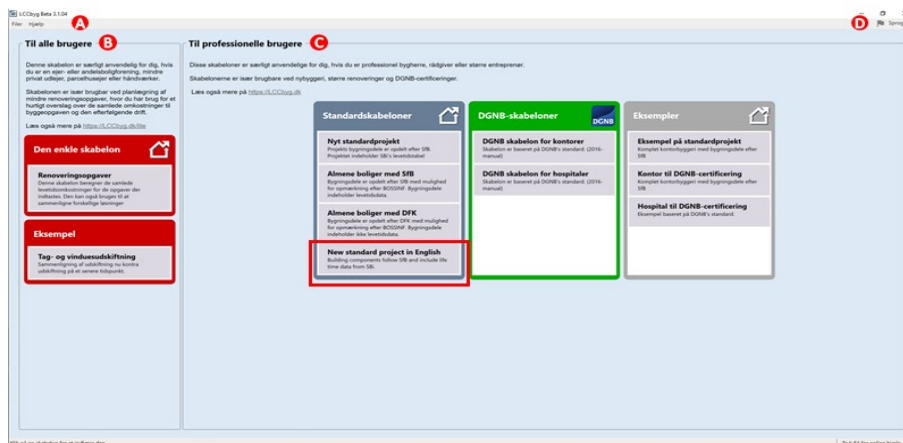 LCCbyg Beta 3.1.04
Filer Hjælp A
D Sprog
Til alle brugere B
Denne skabelon er særligt anvendelig for dig, hvis
du er en ejer- eller andelsboligforening, mindre
privat udlejer, parcelhusejer eller håndværker.
Skabelonen er især brugbar ved planlægning af
mindre renoveringsopgaver, hvor du har brug for et
hurtigt overslag over de samlede omkostninger til
byggeopgaven og den efterfølgende drift.
Læs også mere på https://LCCbyg.dk/lite
Den enkle skabelon
Renoveringsopgaver
Denne skabelon beregner de samlede
levetidsomkostninger for de opgaver der
indtastes. Den kan også bruges til at
sammenligne forskellige løsninger
Eksempel
Tag- og vinduesudskiftning
Sammenligning af udskiftning nu kontra
udskiftning på et senere tidspunkt.
Til professionelle brugere C
Disse skabeloner er særligt anvendelige for dig, hvis du er professionel bygherre, rådgiver eller større entreprenør.
Skabelonerne er især brugbare ved nybyggeri, større renoveringer og DGNB-certificeringer.
Læs også mere på https://LCCbyg.dk
Standardskabeloner
Nyt standardprojekt
Projekts bygningsdele er opdelt efter SfB.
Projektet indeholder SBi's levetidstabel
Almene boliger med SfB
Bygningsdele er opdelt efter SfB med mulighed
for opmærkning efter BOSSINF. Bygningsdele
indeholder levetidsdata.
Almene boliger med DFK
Bygningsdele er opdelt efter DFK med mulighed
for opmærkning efter BOSSINF. Bygningsdele
indeholder ikke levetidsdata.
New standard project in English
Building components follow SfB and include life
time data from SBi.
DGNB-skabeloner
DGNB
DGNB skabelon for kontorer
Skabelon er baseret på DGNB's standard. (2016-
manual)
DGNB skabelon for hospitaler
Skabelon er baseret på DGNB's standard. (2016-
manual)
Eksempler
Eksempel på standardprojekt
Komplet kontorbyggeri med bygningsdele efter
SfB
Kontor til DGNB-certificering
Komplet kontorbyggeri med bygningsdele efter
SfB
Hospital til DGNB-certificering
Eksempel baseret på DGNB's standard.